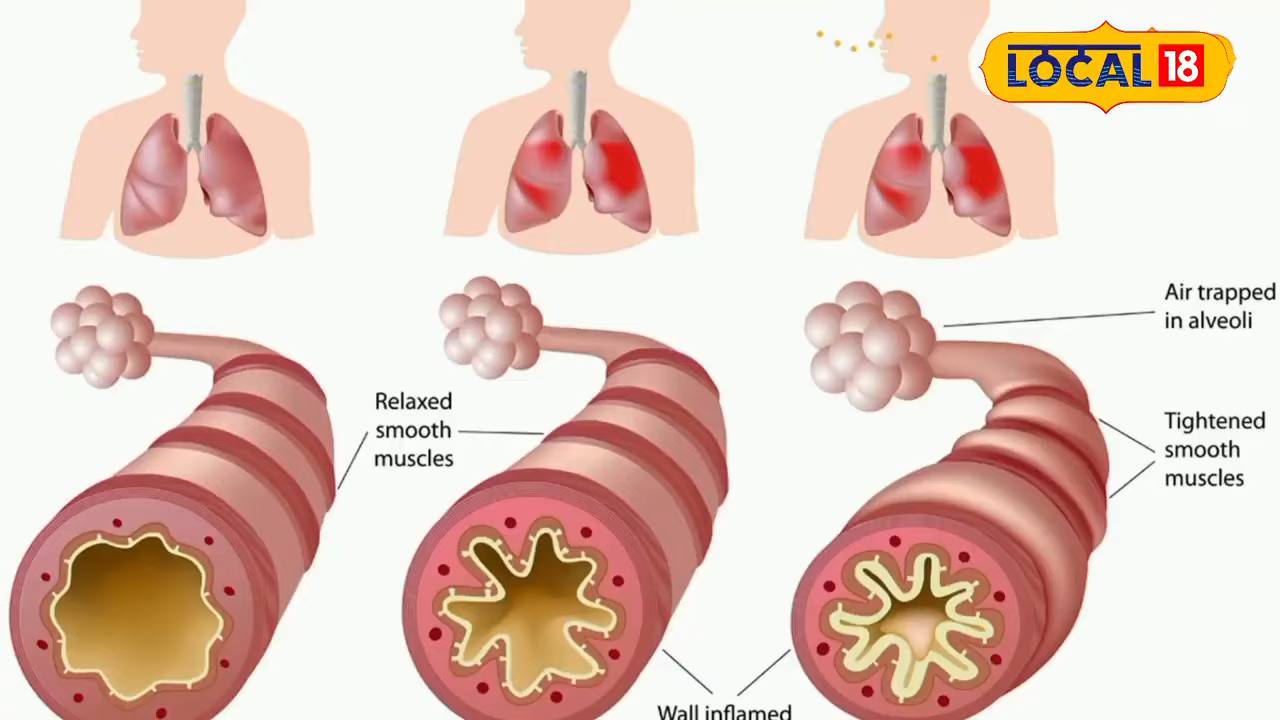 LOCAL 18
Air trapped
in alveoli
Relaxed
smooth
muscles
Tightened
smooth
muscles
Wall inflamed